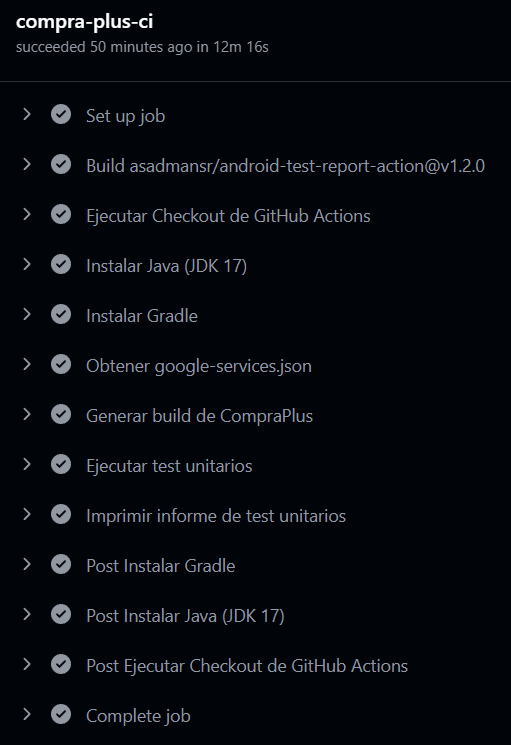 compra-plus-ci
succeeded 50 minutes ago in 12m 16s
Set up job
Build asadmansr/android-test-report-action@v1.2.0
Ejecutar Checkout de GitHub Actions
Instalar Java (JDK 17)
Instalar Gradle
Obtener google-services.json
Generar build de CompraPlus
Ejecutar test unitarios
Imprimir informe de test unitarios
Post Instalar Gradle
Post Instalar Java (JDK 17)
Post Ejecutar Checkout de GitHub Actions
Complete job